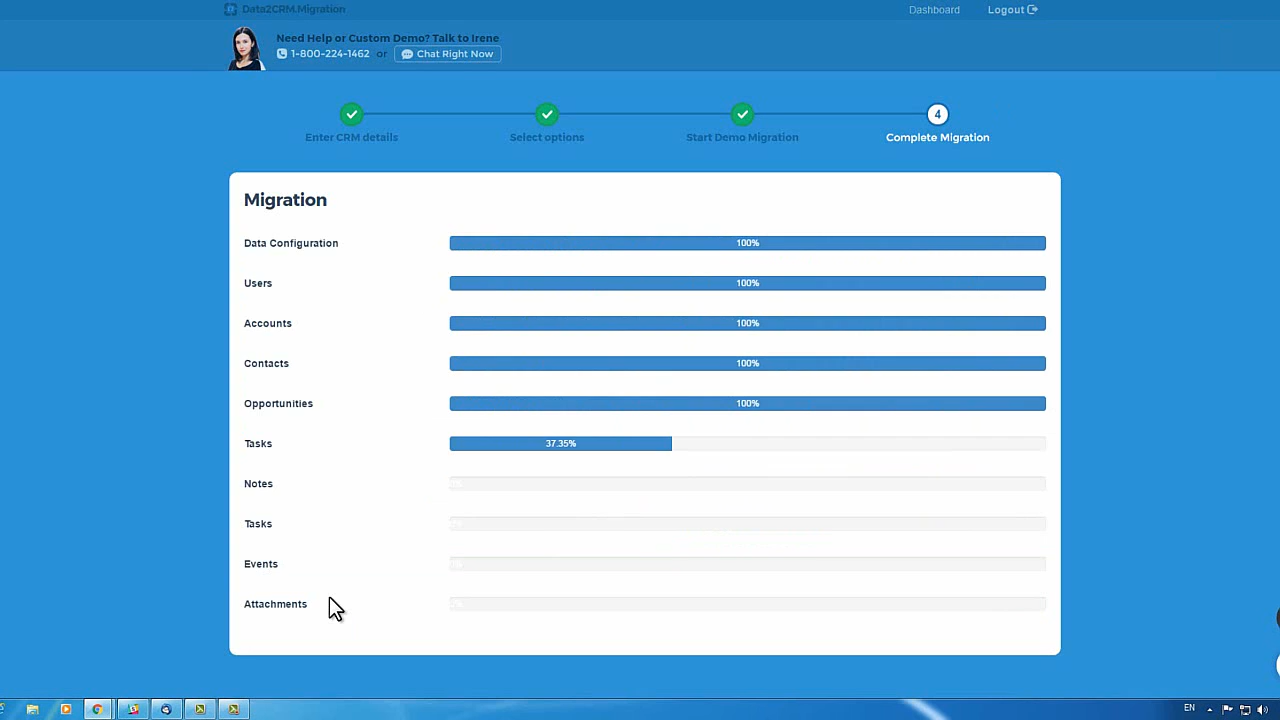 Data2CRM.Migration
Dashboard
Logout
Need Help or Custom Demo? Talk to Irene
1-800-224-1462 or Chat Right Now
4
Enter CRM details
Select options
Start Demo Migration
Complete Migration
Migration
Data Configuration 100%
Users 100%
Accounts 100%
Contacts 100%
Opportunities 100%
Tasks 37.35%
Notes
Tasks
Events
Attachments
EN